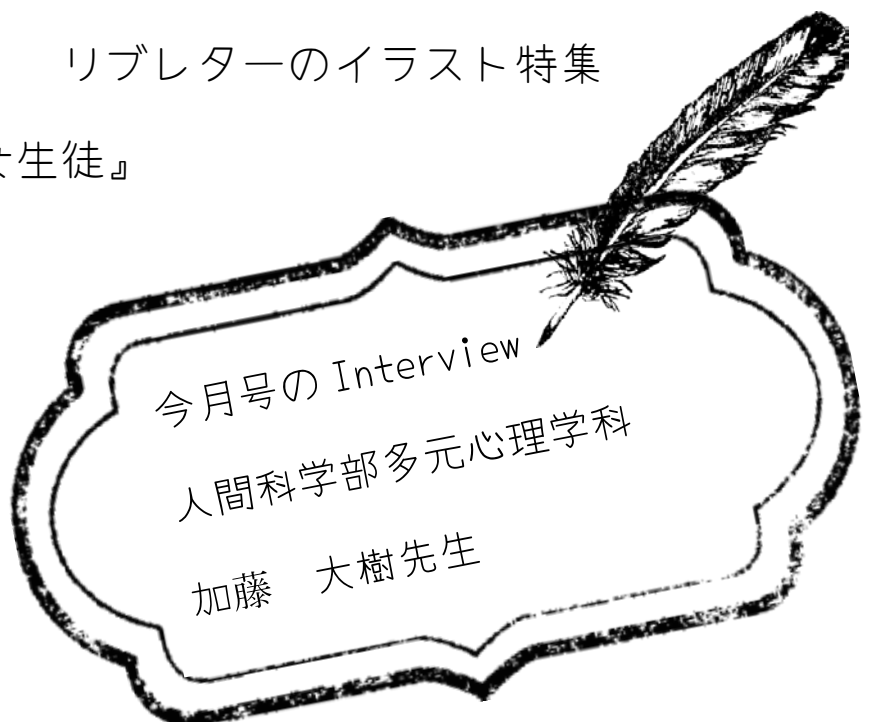 リブレターのイラスト特集
生徒』
今月号の Interview
人間科学部多元心理学科
加藤　大樹先生